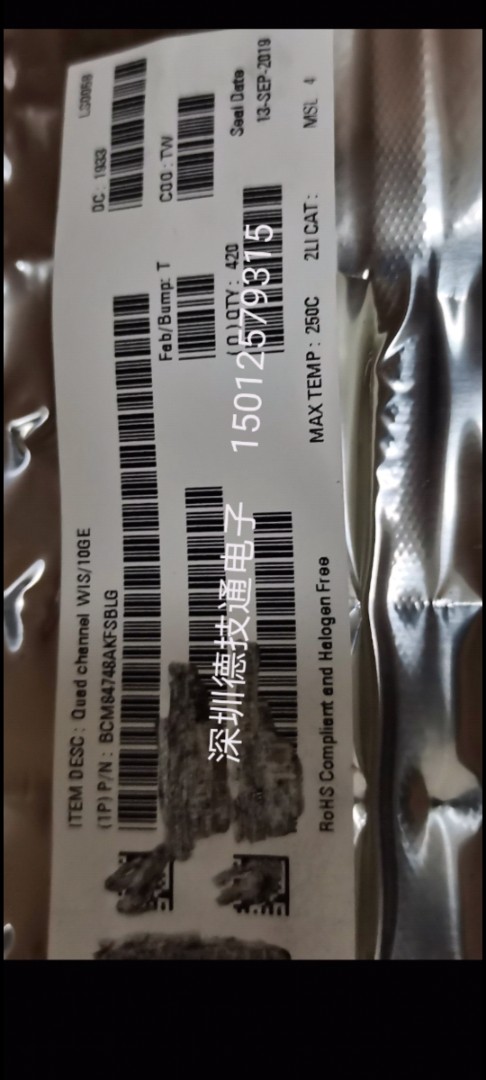 LG0058
ITEM DESC: Quad channel WIS/10GE
(1P) P/N: BCM84748AKFSBLG
DC: 1933
Fab/Bump: T
COO: TW
(Q) QTY: 420
Seal Date
13-SEP-2019
RoHS Compliant and Halogen Free
MAX TEMP: 250C
2LI CAT:
MSL 4
深圳德技通电子 15012579315